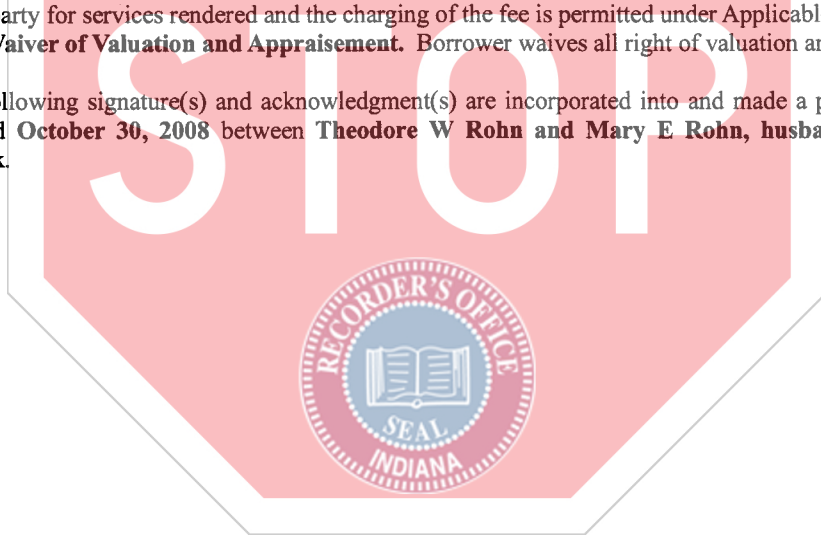 arty for services rendered and the charging of the fee is permitted under Applicabl
Waiver of Valuation and Appraisement. Borrower waives all right of valuation an
llowing signature(s) and acknowledgment(s) are incorporated into and made a p
d October 30, 2008 between Theodore W Rohn and Mary E Rohn, husba
k.
STOP
RECORDER'S OFFICE
SEAL
INDIANA